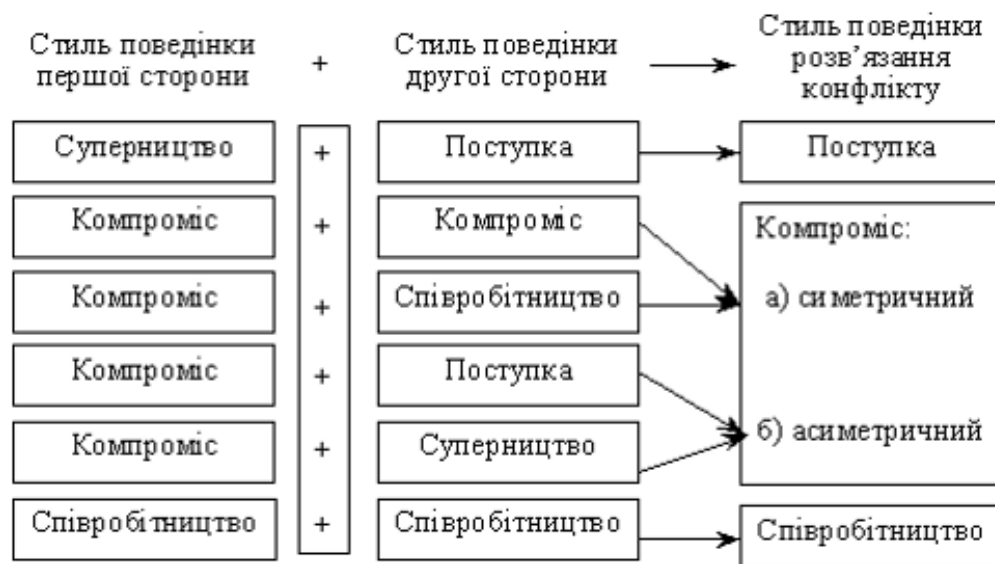 Стиль поведінки
першої сторони
+
Стиль поведінки
другої сторони
Стиль поведінки
розв’язання
конфлікту
Суперництво + Поступка Поступка
Компроміс + Компроміс Компроміс:
Компроміс + Співробітництво а) симетричний
Компроміс + Поступка
Компроміс + Суперництво б) асиметричний
Співробітництво + Співробітництво Співробітництво